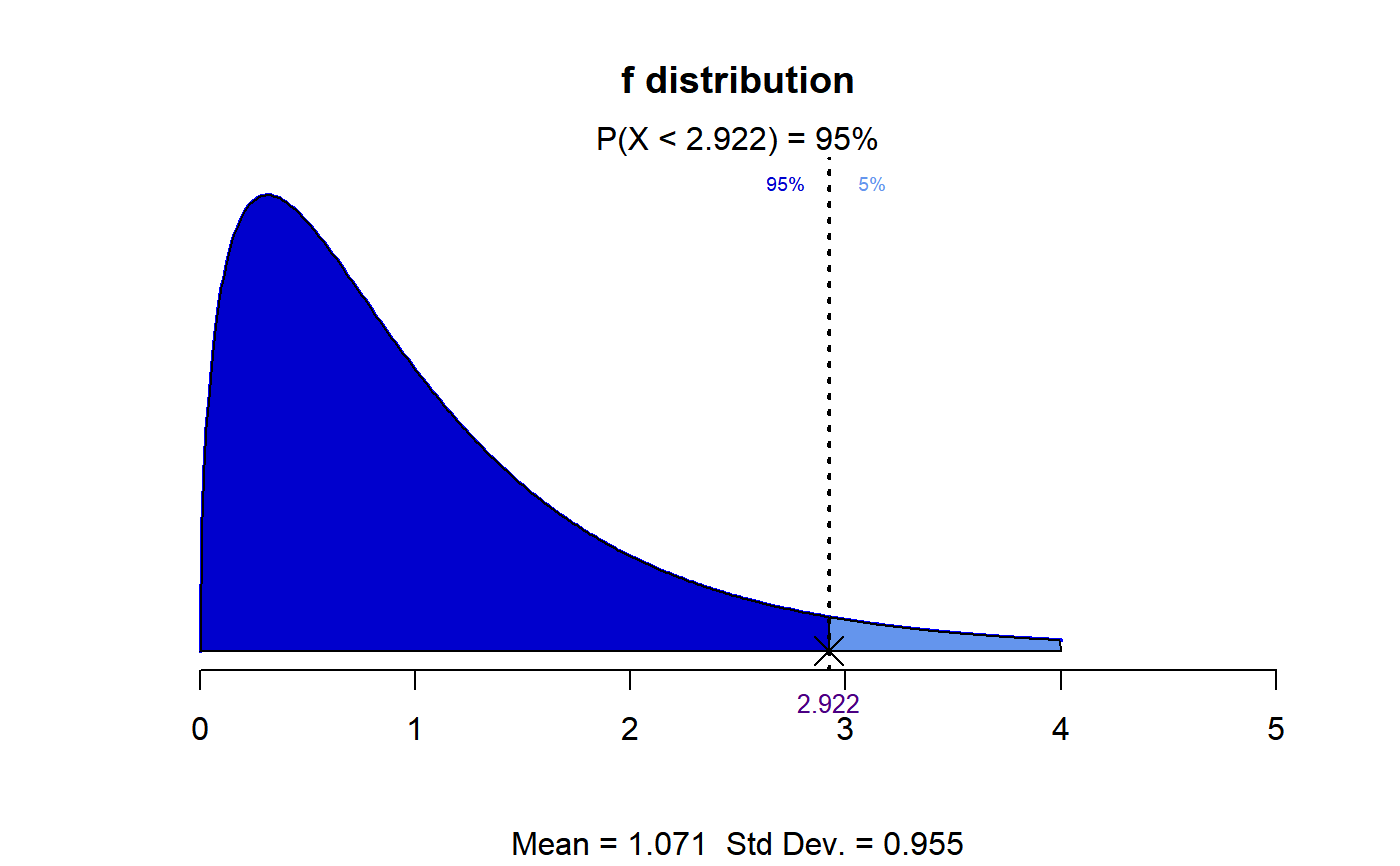 f distribution
P(X < 2.922) = 95%
95% 5%
2.922
0 1 2 3 4 5
Mean = 1.071  Std Dev. = 0.955